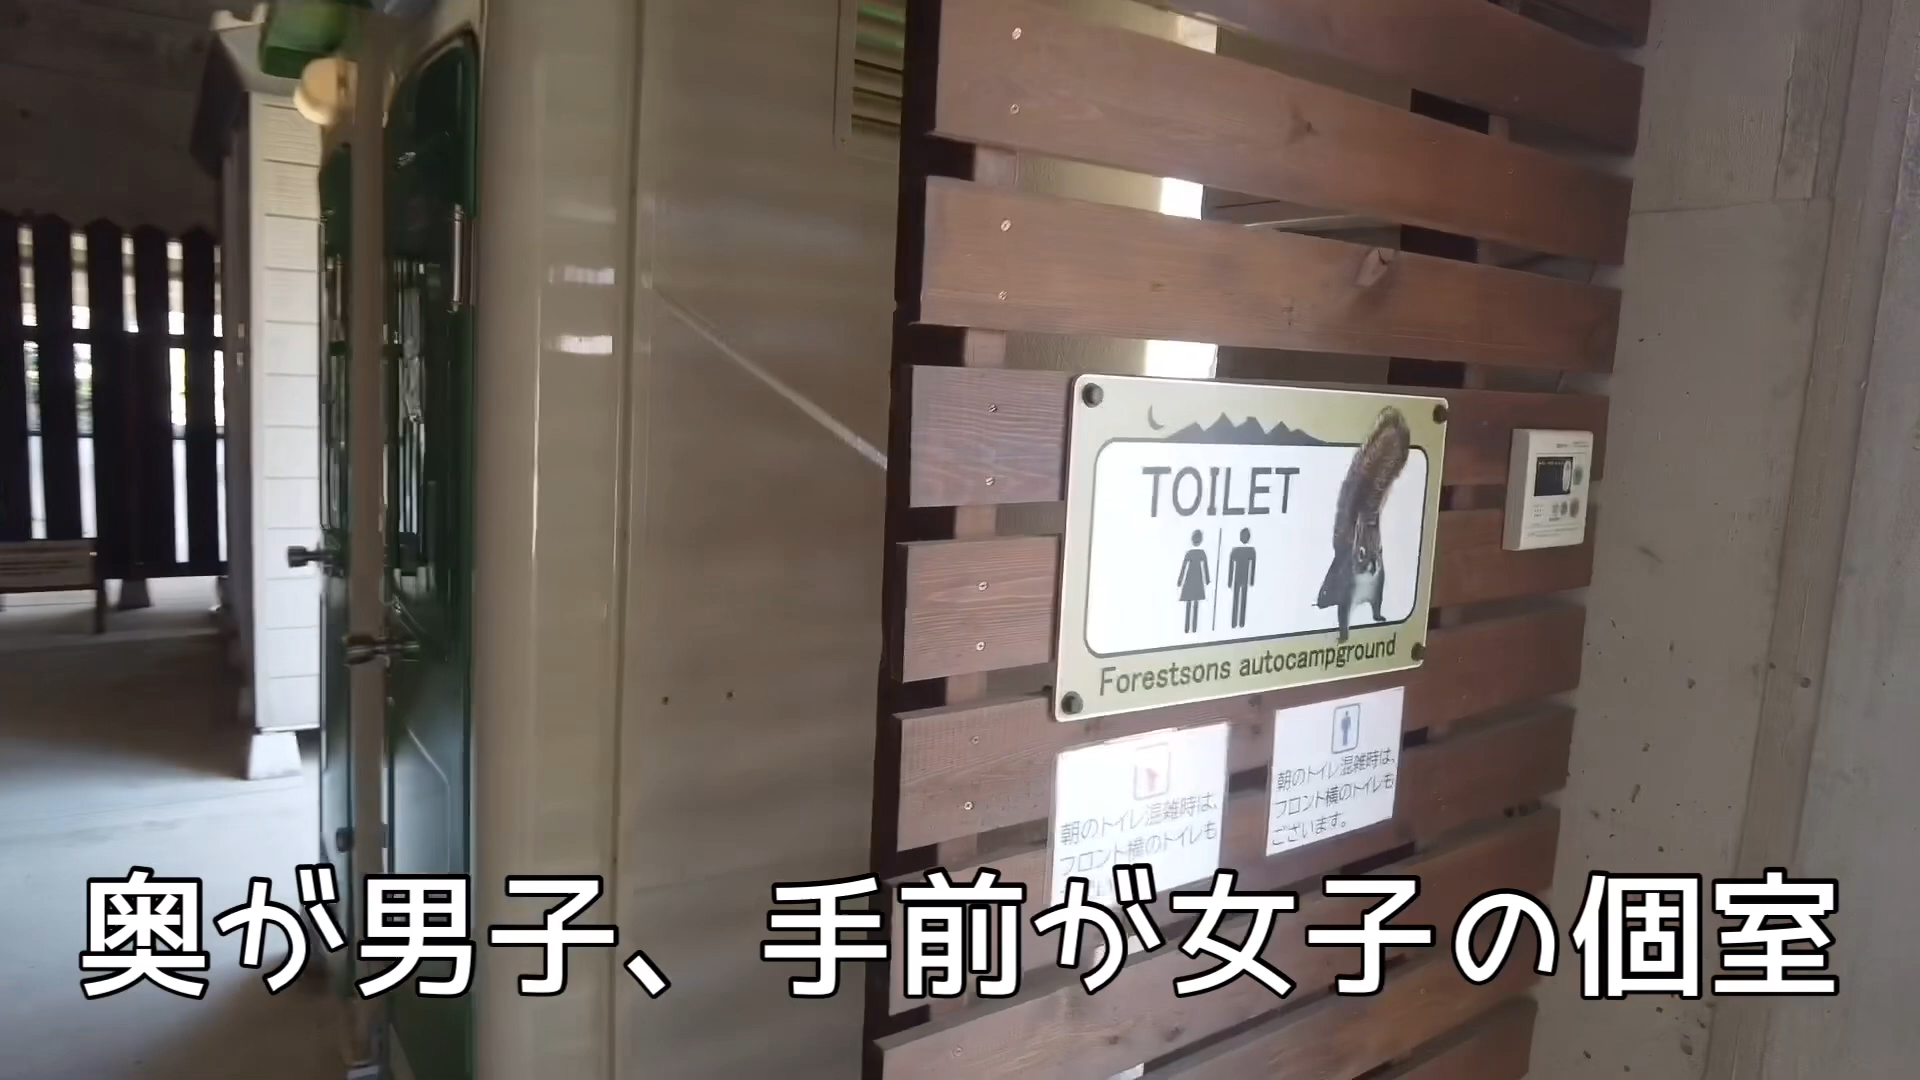 TOILET
Forestsons autocampground
朝のトイレ混雑時は、
フロント横のトイレも
朝のトイレ混雑時は、
フロント横のトイレも
ございます。
奥が男子、手前が女子の個室